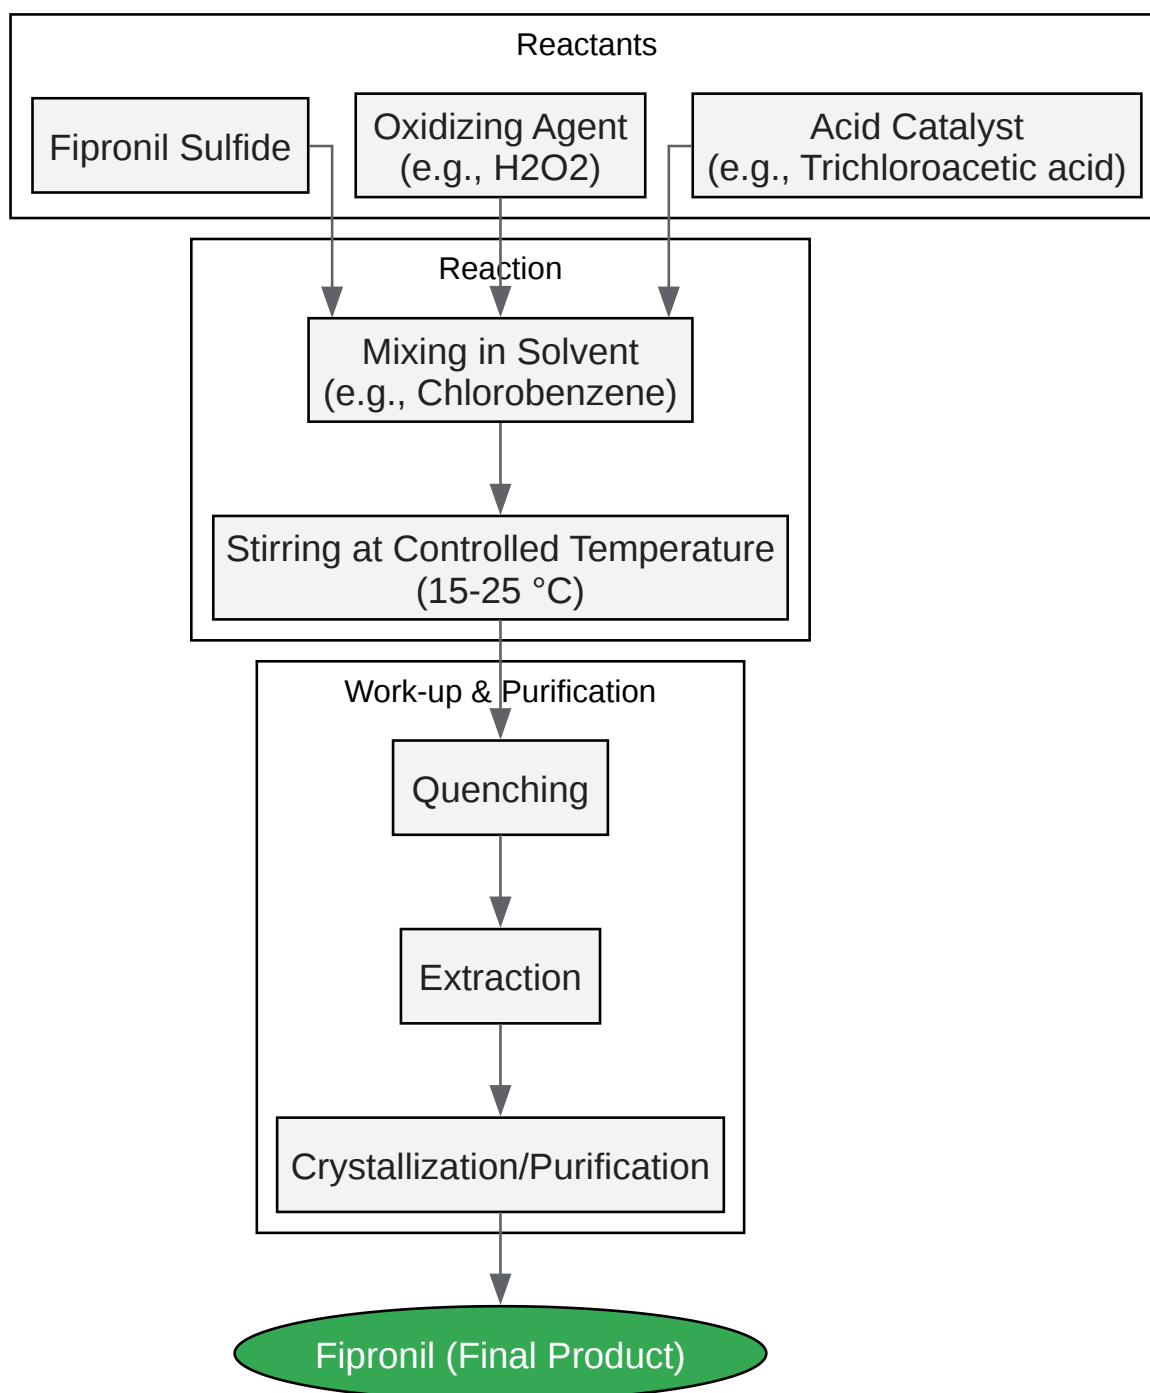 Reactants
Fipronil Sulfide
Oxidizing Agent
(e.g., H2O2)
Acid Catalyst
(e.g., Trichloroacetic acid)
Reaction
Mixing in Solvent
(e.g., Chlorobenzene)
Stirring at Controlled Temperature
(15-25 °C)
Work-up & Purification
Quenching
Extraction
Crystallization/Purification
Fipronil (Final Product)